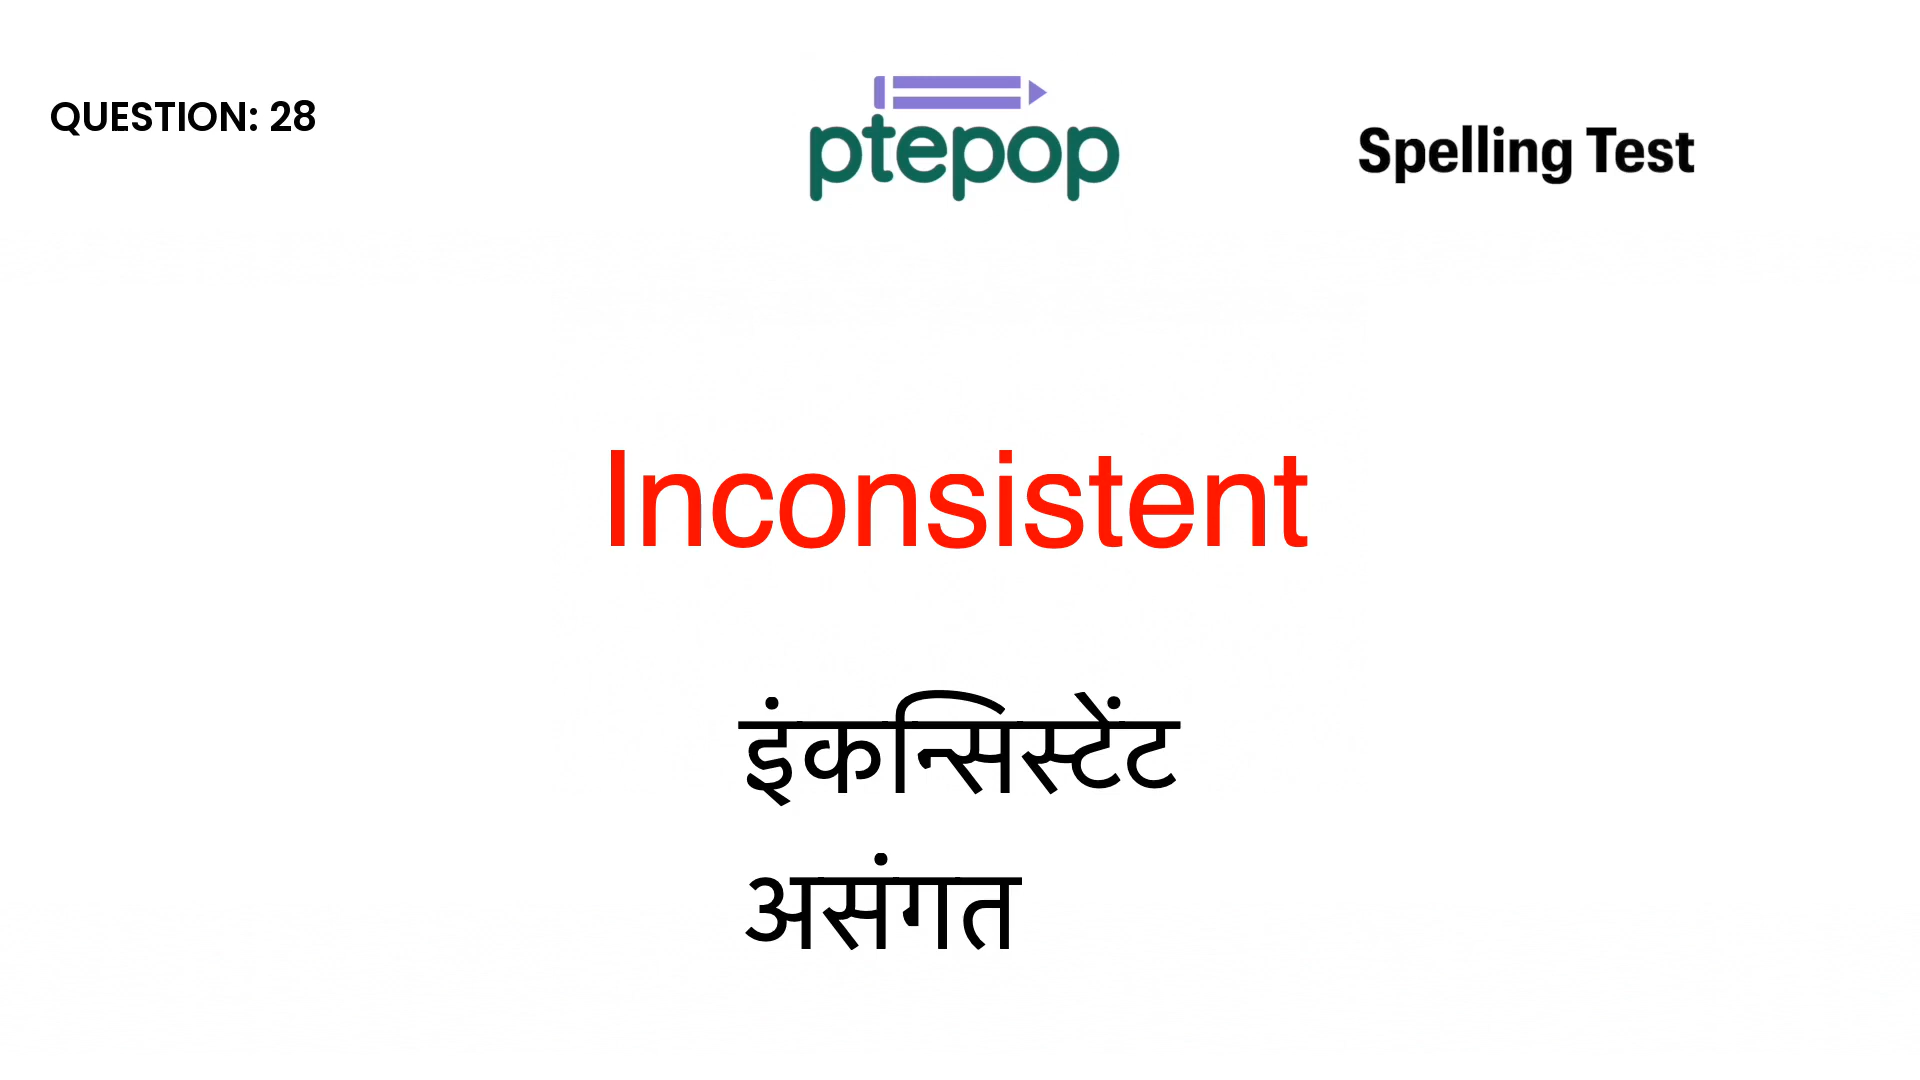 QUESTION: 28
ptepop
Spelling Test
Inconsistent
इंकन्सिस्टेंट
असंगत